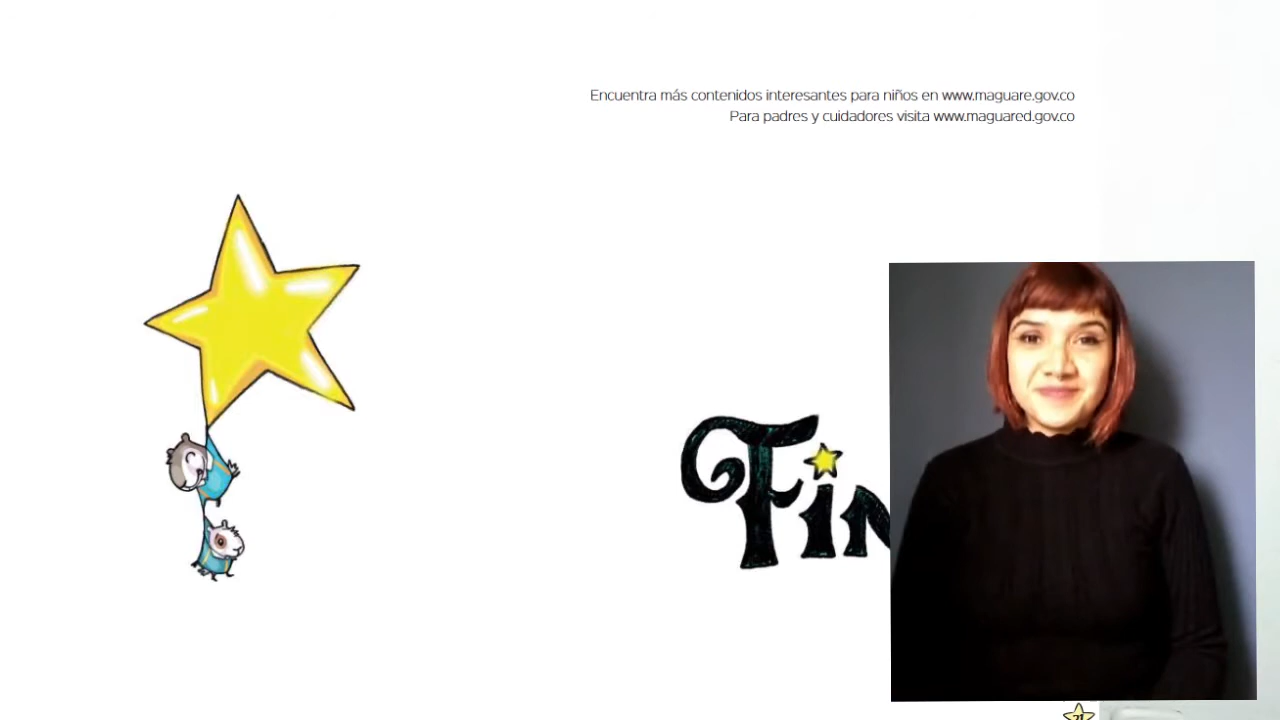 Encuentra más contenidos interesantes para niños en www.maguare.gov.co
Para padres y cuidadores visita www.maguared.gov.co
Fin
21